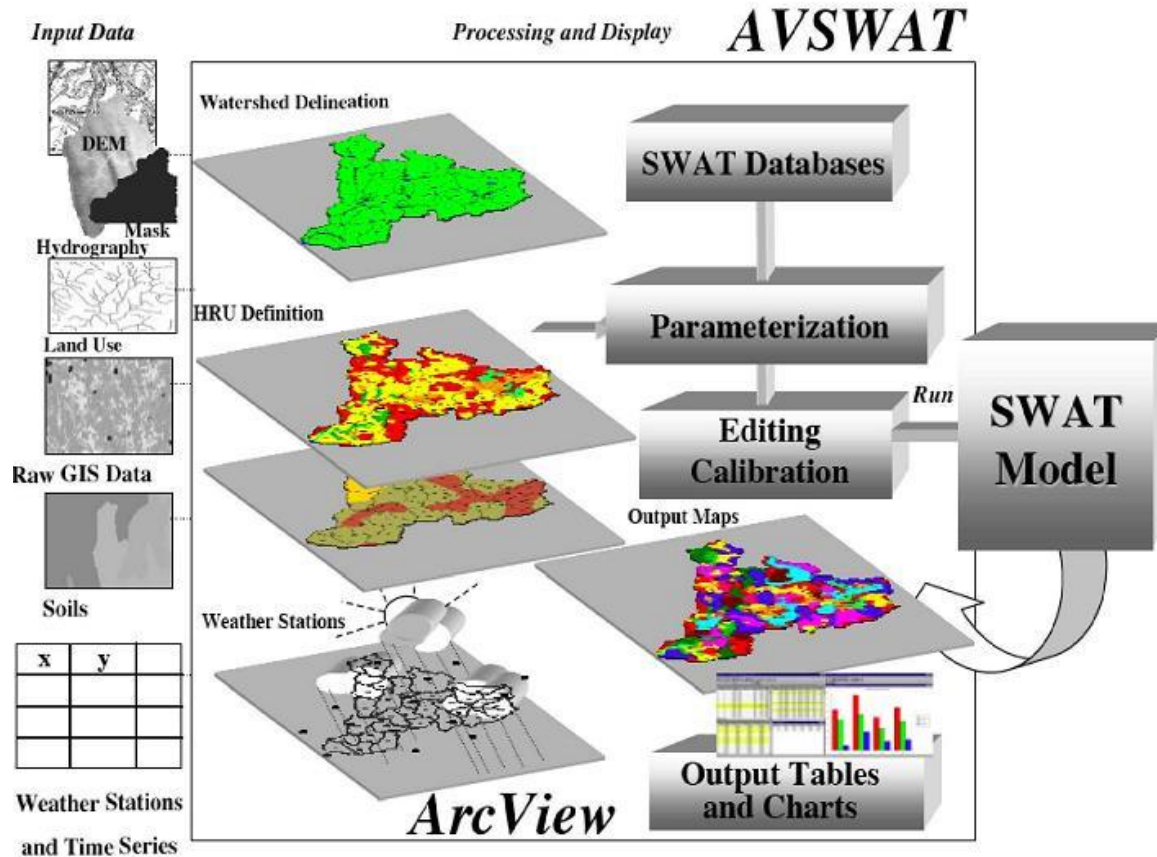 Input Data
Processing and Display
AVSWAT
DEM
Mask
Hydrography
Land Use
Raw GIS Data
Soils
x y
Weather Stations
and Time Series
Watershed Delineation
HRU Definition
Weather Stations
SWAT Databases
Parameterization
Editing
Calibration
Run
SWAT
Model
Output Maps
Output Tables
and Charts
ArcView